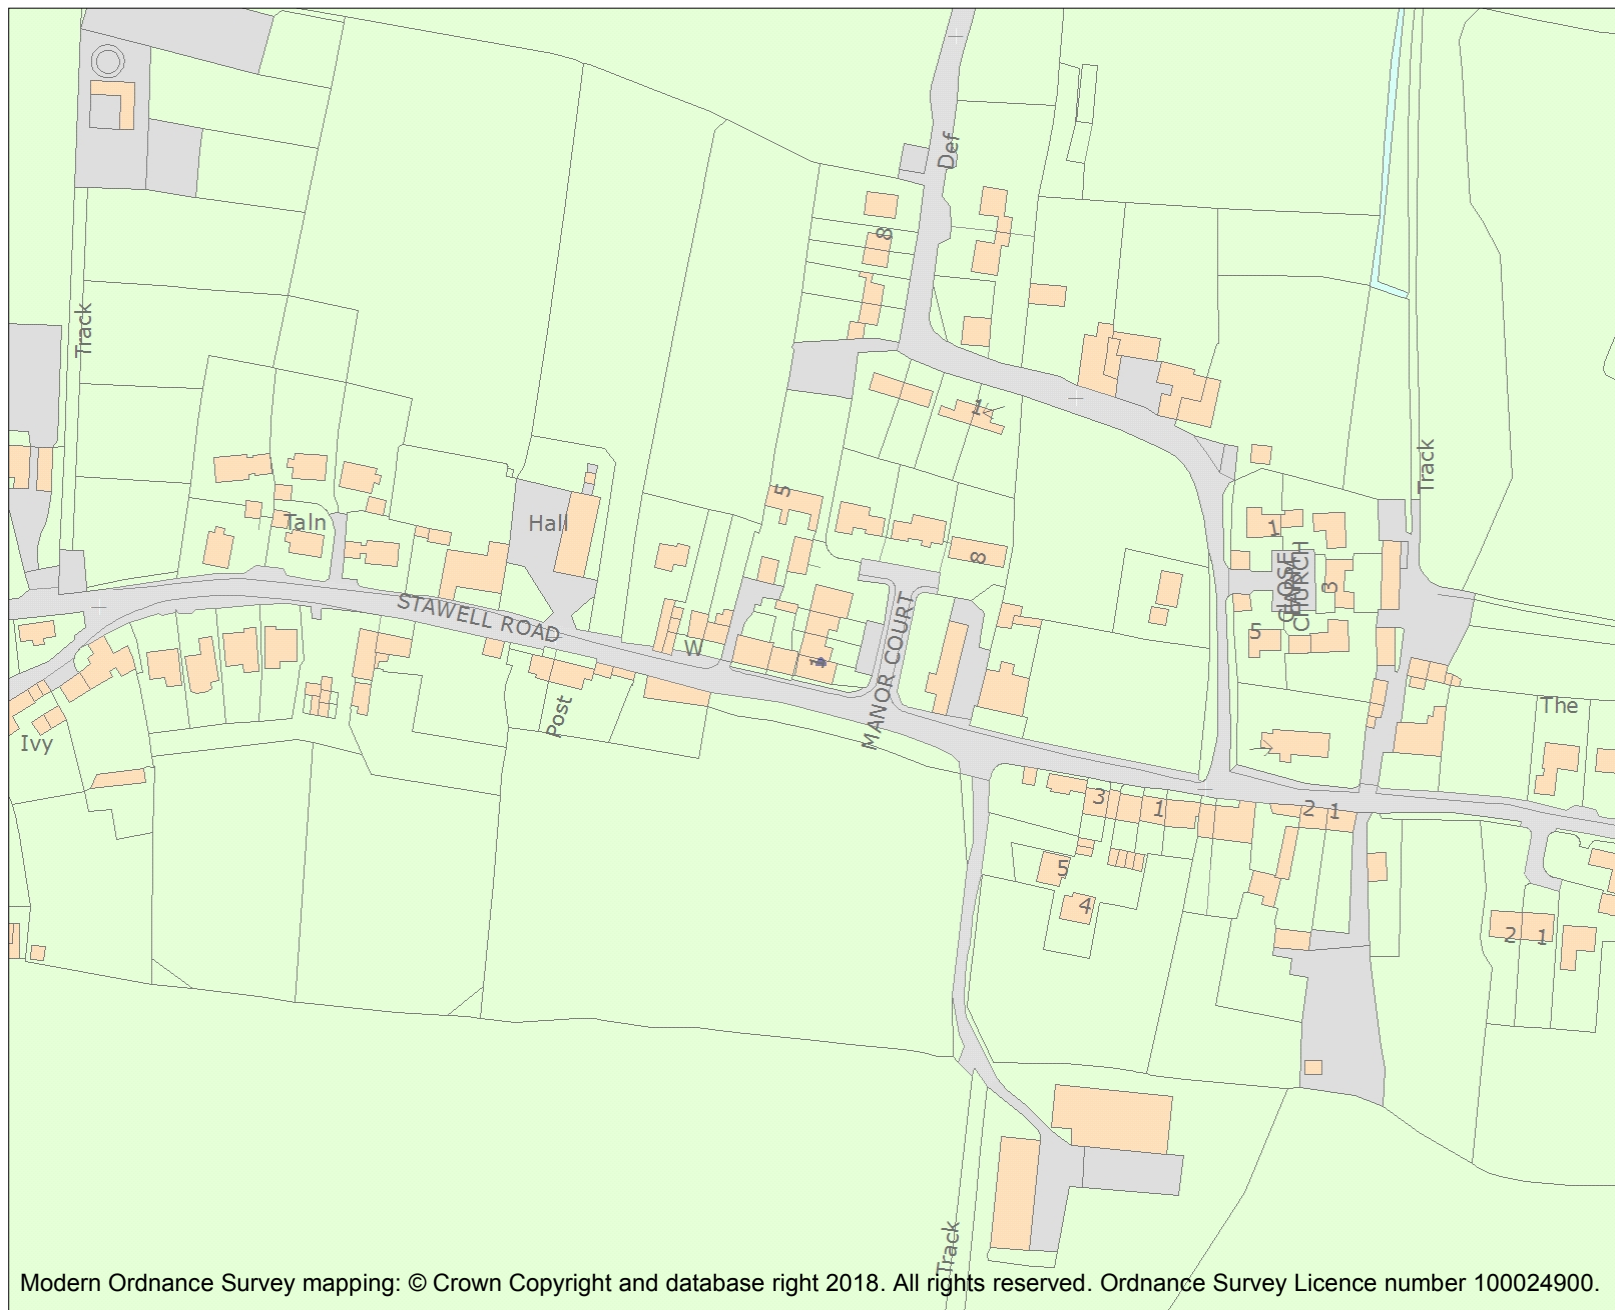 Def
8
Track
1
Track
5
Taln
Hall
8
1
CLOSE
CHURCH
3
STAWELL ROAD
W
MANOR COURT
5
Post
Ivy
The
3
1
2 1
5
4
2 1
Track
Modern Ordnance Survey mapping: © Crown Copyright and database right 2018. All rights reserved. Ordnance Survey Licence number 100024900.